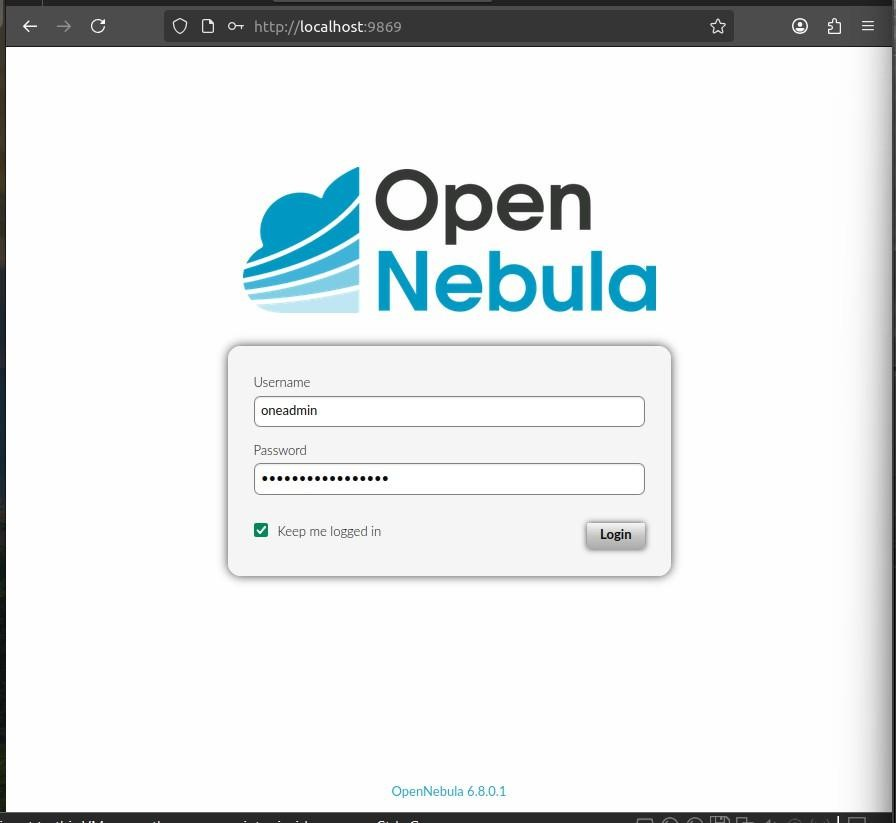 http://localhost:9869
Open
Nebula
Username
oneadmin
Password
•••••••••••••••••
Keep me logged in
Login
OpenNebula 6.8.0.1